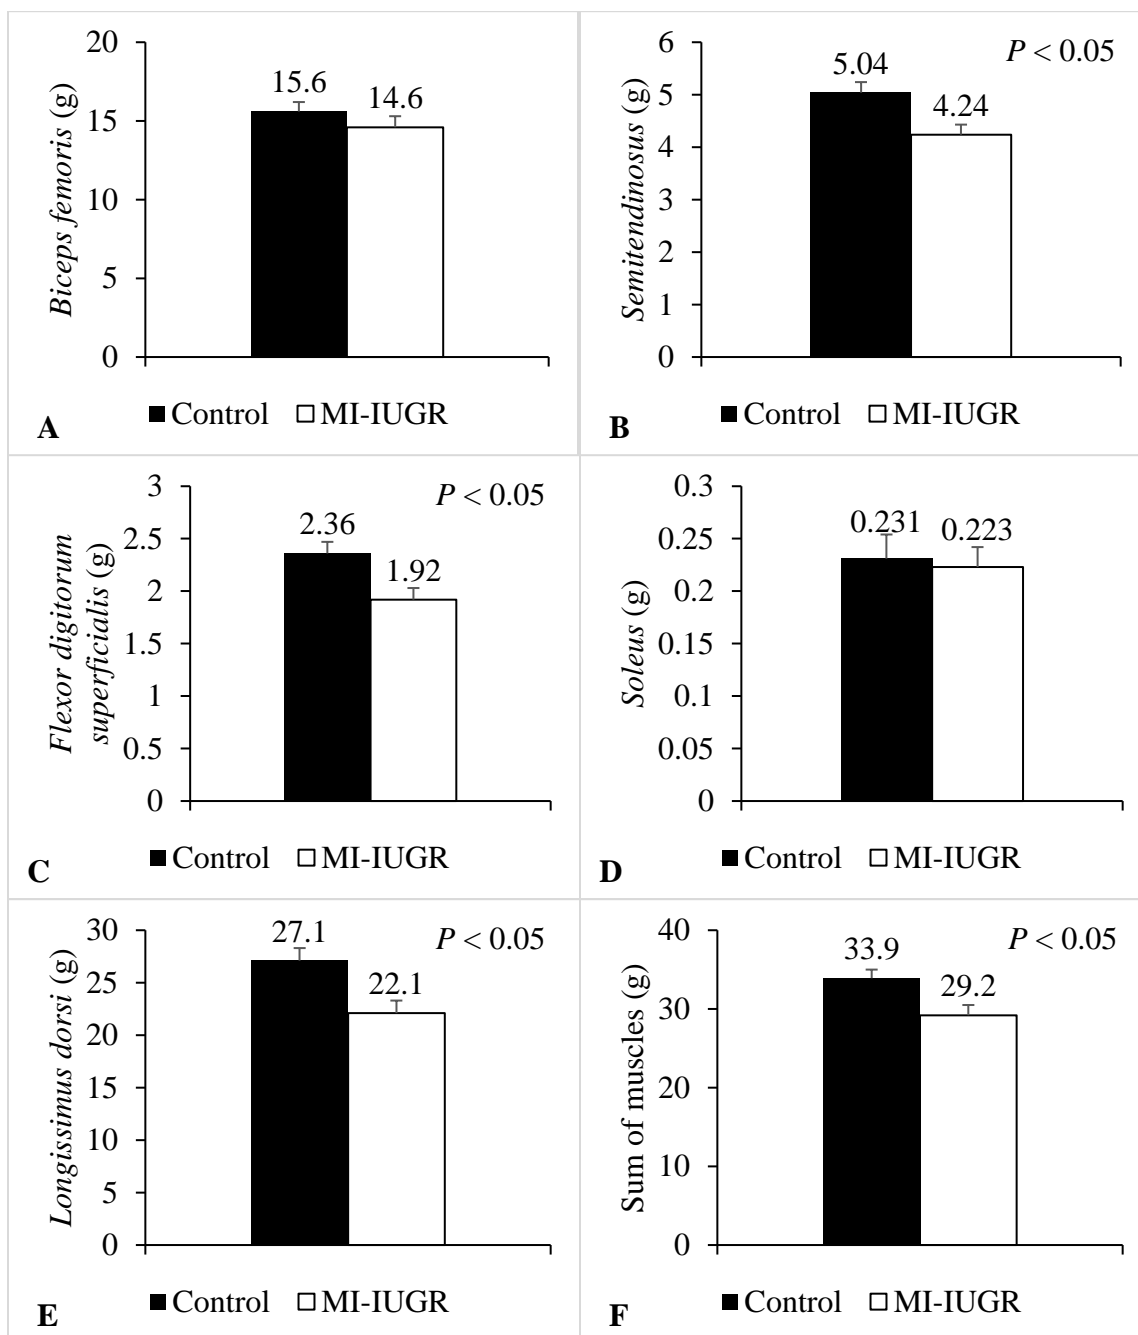 Biceps femoris (g)
20
15
10
5
0
15.6
14.6
■ Control □ MI-IUGR
A
Semitendinosus (g)
6
5
4
3
2
1
0
P < 0.05
5.04
4.24
■ Control □ MI-IUGR
B
Flexor digitorum
superficialis (g)
3
2.5
2
1.5
1
0.5
0
P < 0.05
2.36
1.92
■ Control □ MI-IUGR
C
Soleus (g)
0.3
0.25
0.2
0.15
0.1
0.05
0
0.231
0.223
■ Control □ MI-IUGR
D
Longissimus dorsi (g)
30
25
20
15
10
5
0
P < 0.05
27.1
22.1
■ Control □ MI-IUGR
E
Sum of muscles (g)
40
30
20
10
0
P < 0.05
33.9
29.2
■ Control □ MI-IUGR
F